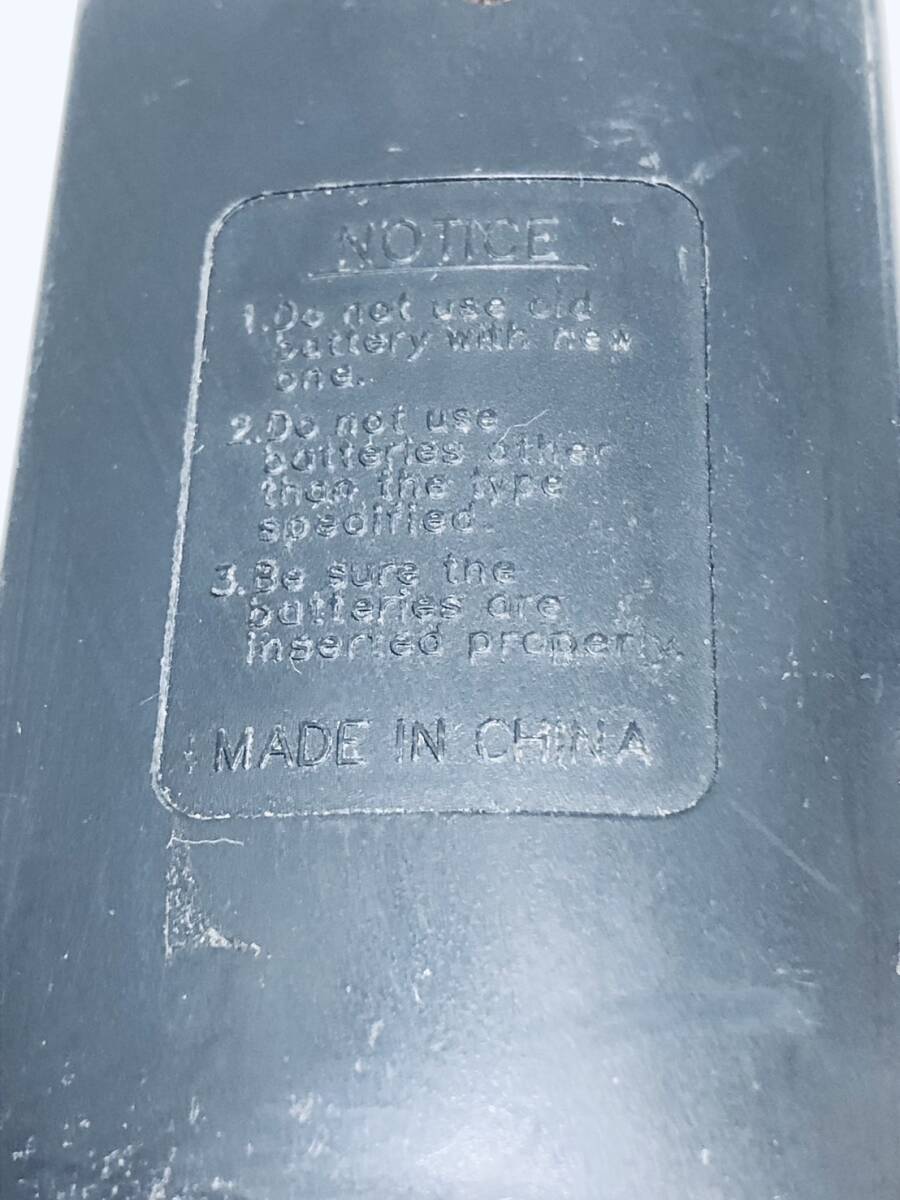 NOTICE
1. Do not use old
battery with new
one.
2. Do not use
batteries other
than the type
specified.
3. Be sure the
batteries are
inserted properly.
MADE IN CHINA